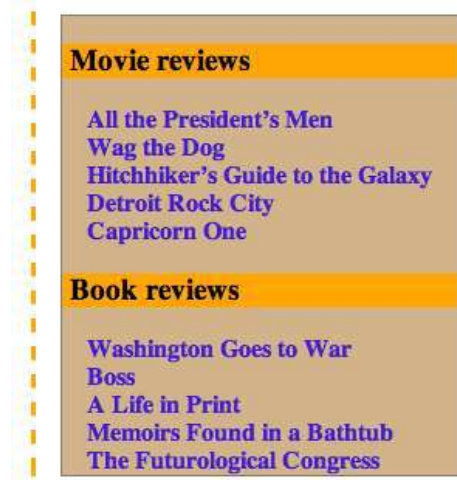 Movie reviews
All the President's Men
Wag the Dog
Hitchhiker's Guide to the Galaxy
Detroit Rock City
Capricorn One
Book reviews
Washington Goes to War
Boss
A Life in Print
Memoirs Found in a Bathtub
The Futurological Congress